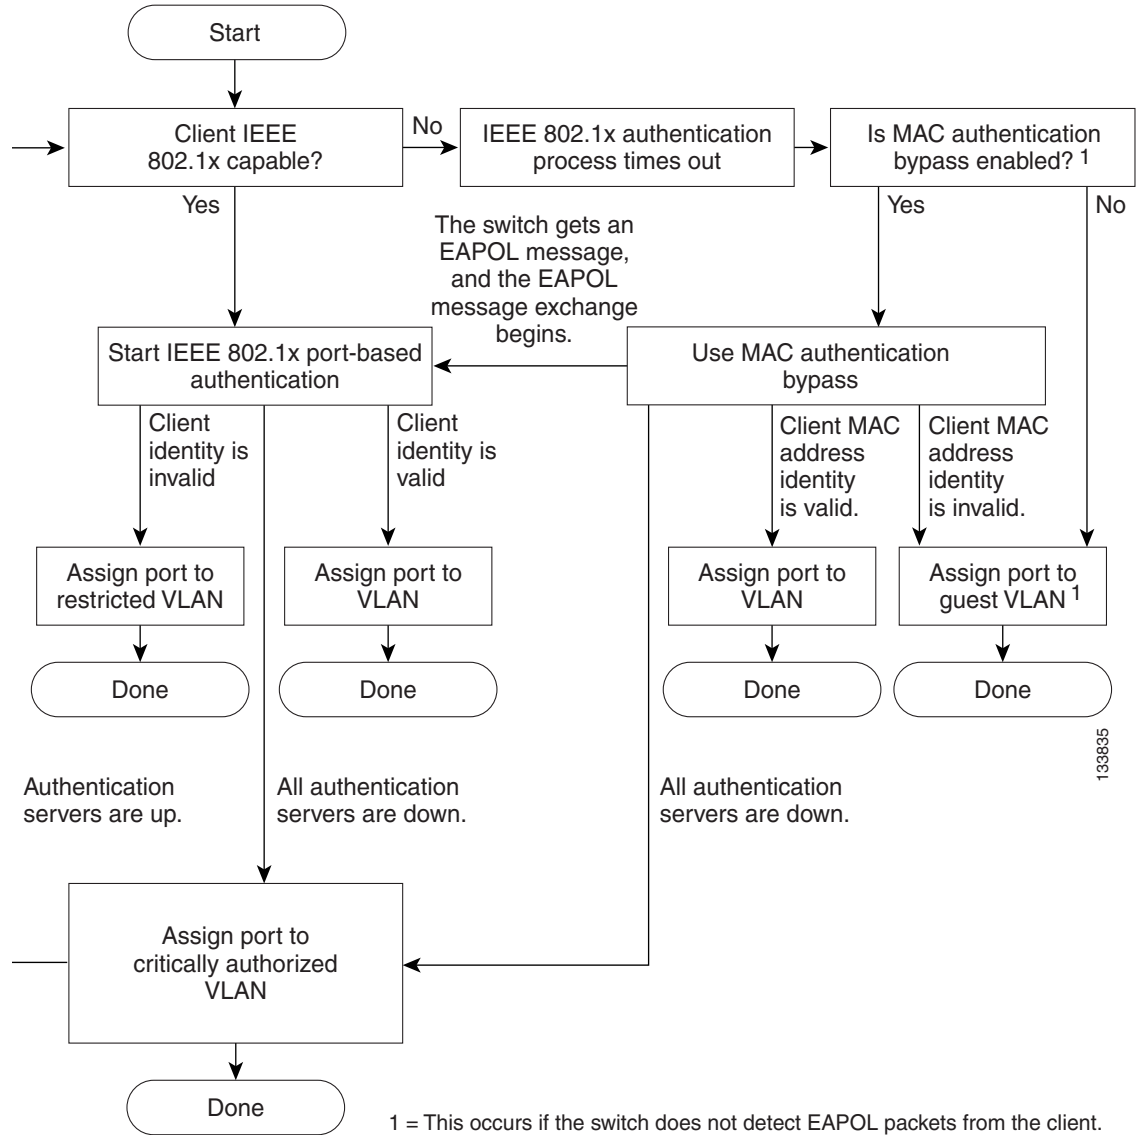 Start
Client IEEE
802.1x capable?
No
IEEE 802.1x authentication
process times out
Is MAC authentication
bypass enabled? 1
Yes
Yes
No
The switch gets an
EAPOL message,
and the EAPOL
message exchange
begins.
Start IEEE 802.1x port-based
authentication
Use MAC authentication
bypass
Client
identity is
invalid
Client
identity is
valid
Client MAC
address
identity
is valid.
Client MAC
address
identity
is invalid.
Assign port to
restricted VLAN
Assign port to
VLAN
Assign port to
VLAN
Assign port to
guest VLAN 1
Done
Done
Done
Done
133835
Authentication
servers are up.
All authentication
servers are down.
All authentication
servers are down.
Assign port to
critically authorized
VLAN
Done
1 = This occurs if the switch does not detect EAPOL packets from the client.